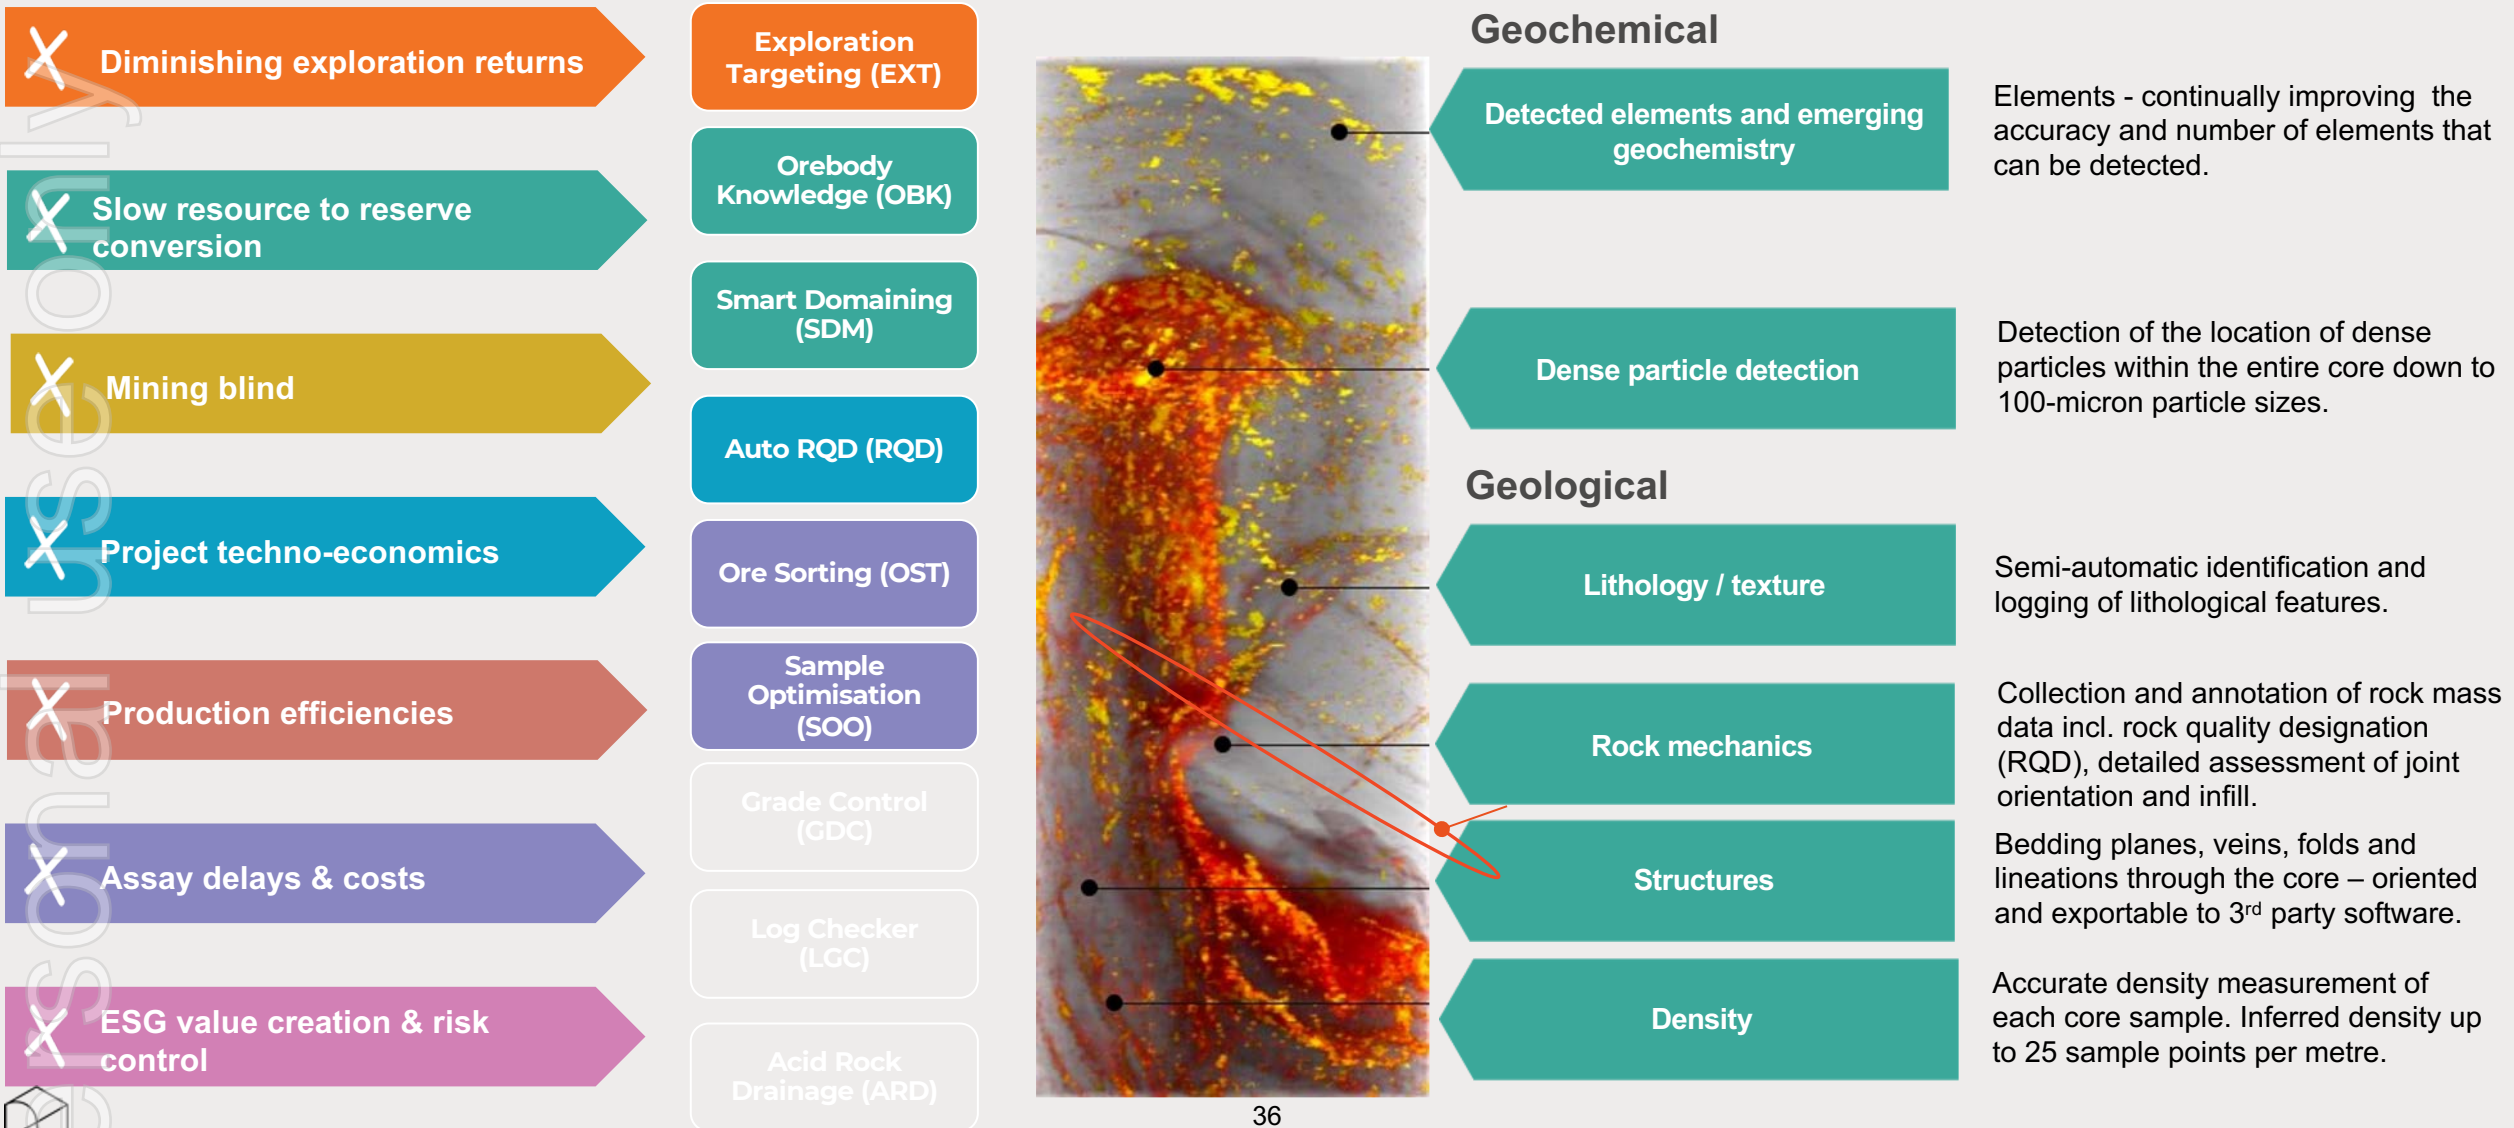 Diminishing exploration returns
Slow resource to reserve
conversion
Mining blind
Project techno-economics
Production efficiencies
Assay delays & costs
ESG value creation & risk
control
Exploration
Targeting (EXT)
Orebody
Knowledge (OBK)
Smart Domaining
(SDM)
Auto RQD (RQD)
Ore Sorting (OST)
Sample
Optimisation
(SOO)
Grade Control
(GDC)
Log Checker
(LGC)
Acid Rock
Drainage (ARD)
Geochemical
Detected elements and emerging
geochemistry
Elements - continually improving  the
accuracy and number of elements that
can be detected.
Dense particle detection
Detection of the location of dense
particles within the entire core down to
100-micron particle sizes.
Geological
Lithology / texture
Semi-automatic identification and
logging of lithological features.
Rock mechanics
Collection and annotation of rock mass
data incl. rock quality designation
(RQD), detailed assessment of joint
orientation and infill.
Structures
Bedding planes, veins, folds and
lineations through the core – oriented
and exportable to 3rd party software.
Density
Accurate density measurement of
each core sample. Inferred density up
to 25 sample points per metre.
36
ersonal use only